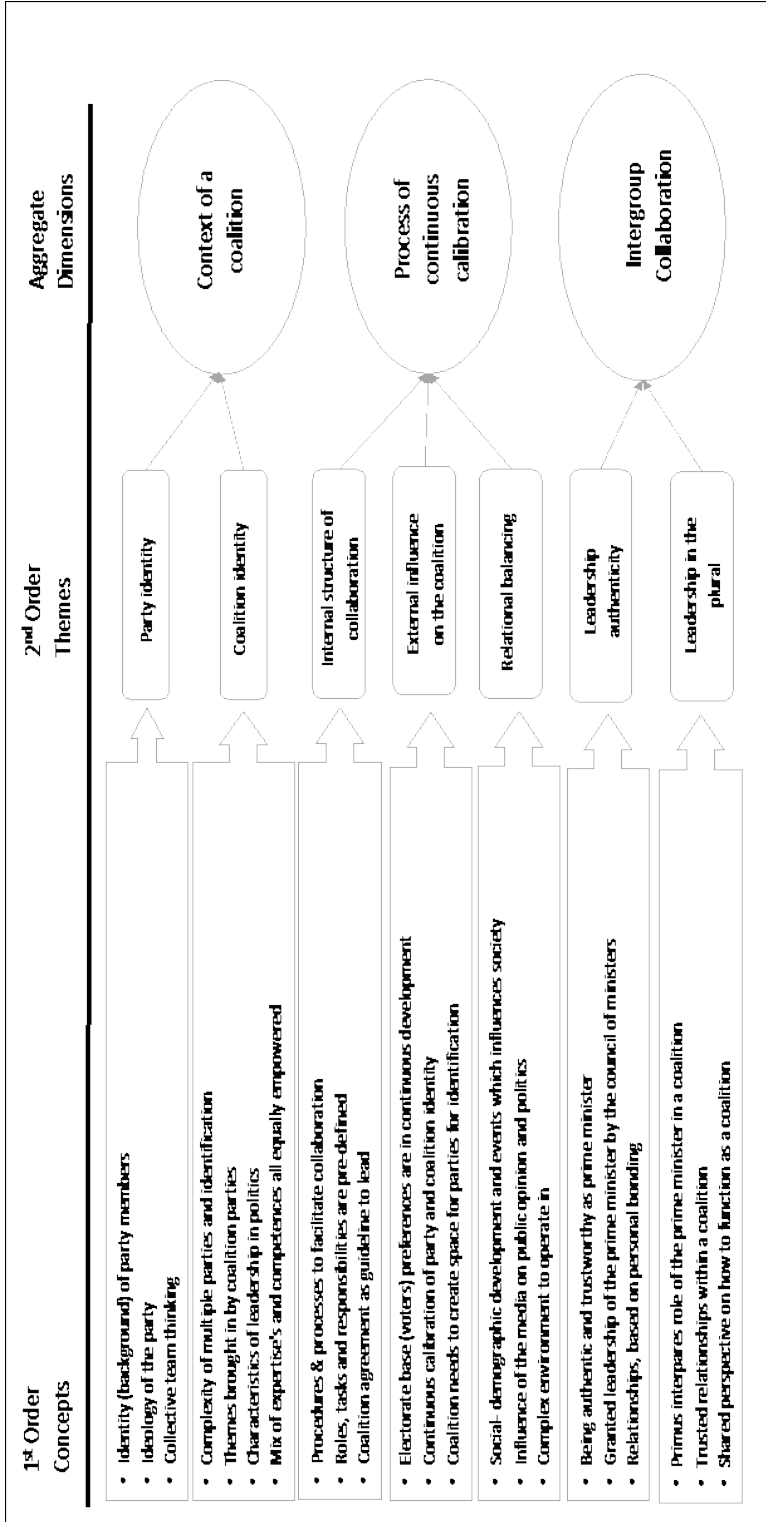 1st Order
Concepts
2nd Order
Themes
Aggregate
Dimensions
• Identity (background) of party members
• Ideology of the party
• Collective team thinking
Party identity
• Complexity of multiple parties and identification
• Themes brought in by coalition parties
• Characteristics of leadership in politics
• Mix of expertise's and competences all equally empowered
Coalition identity
Context of a
coalition
• Procedures & processes to facilitate collaboration
• Roles, tasks and responsibilities are pre-defined
• Coalition agreement as guideline to lead
Internal structure of
collaboration
• Electorate base (voters) preferences are in continuous development
• Continuous calibration of party and coalition identity
• Coalition needs to create space for parties for identification
External influence
on the coalition
• Social- demographic development and events which influences society
• Influence of the media on public opinion and politics
• Complex environment to operate in
Relational balancing
Process of
continuous
calibration
• Being authentic and trustworthy as prime minister
• Granted leadership of the prime minister by the council of ministers
• Relationships, based on personal bonding
Leadership
authenticity
• Primus interpares role of the prime minister in a coalition
• Trusted relationships within a coalition
• Shared perspective on how to function as a coalition
Leadership in the
plural
Intergroup
Collaboration